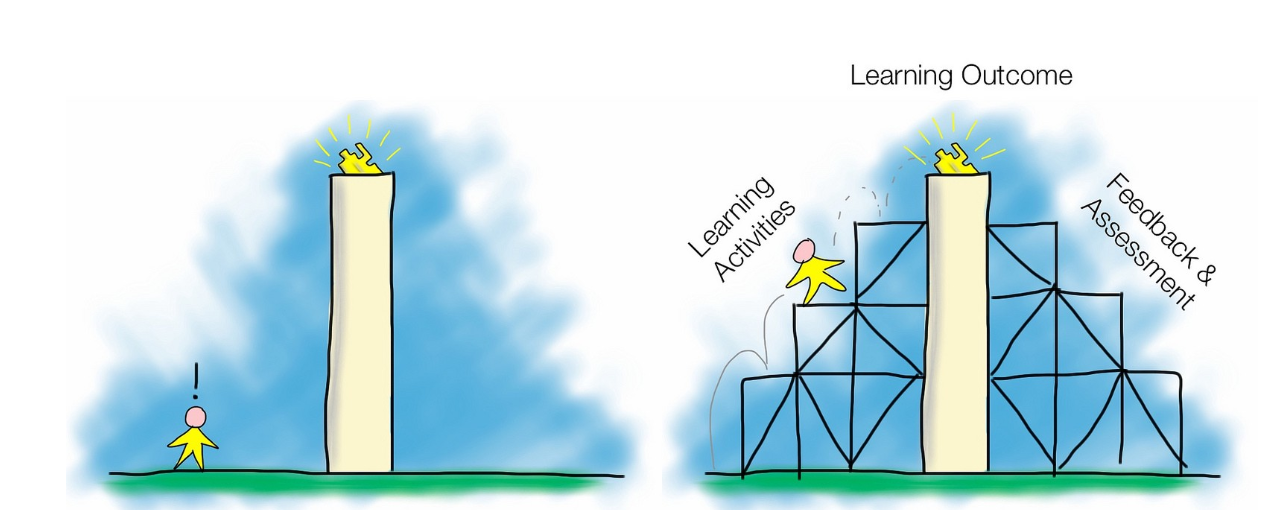 !
Learning Outcome
Learning
Activities
Feedback &
Assessment